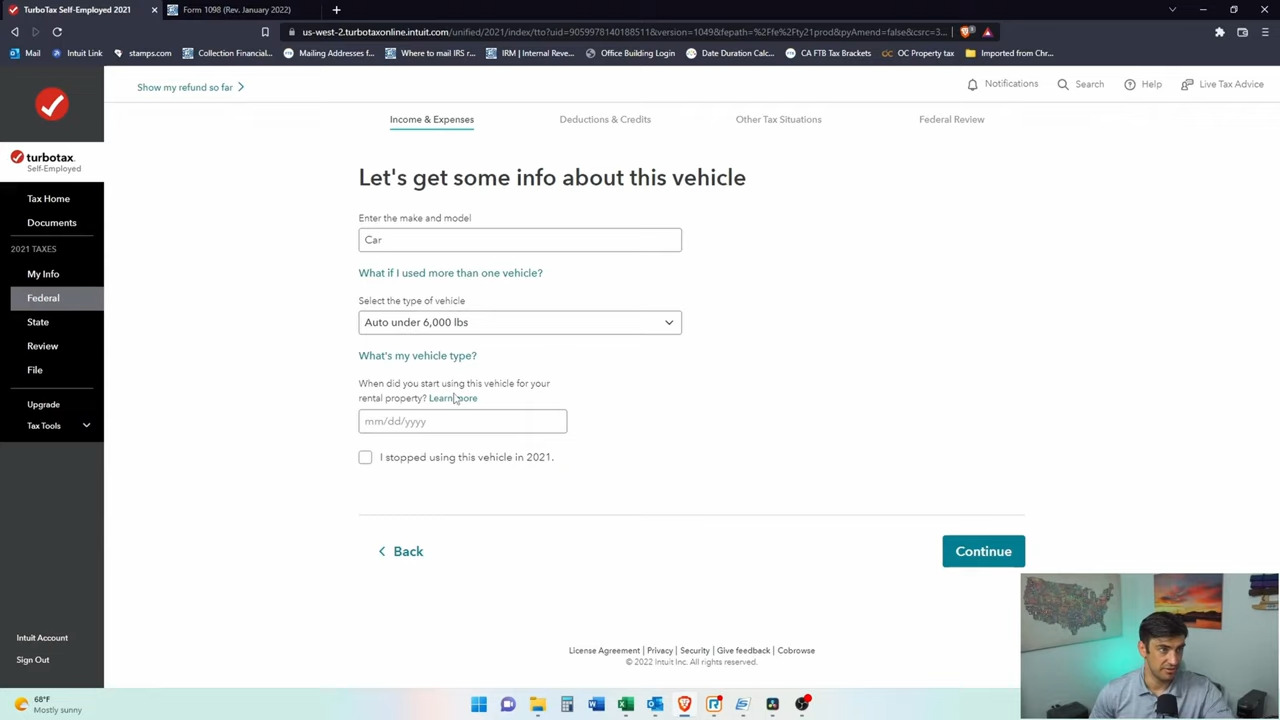 TurboTax Self-Employed 2021
Form 1098 (Rev. January 2022)
us-west-2.turbotaxonline.intuit.com/unified/2021/index/tto?uid=9059978140188511&version=1049&fepath=%2Ffe%2Fty21prod&pyAmend=false&csrc=3...
Mail
Intuit Link
stamps.com
Collection Financial...
Mailing Addresses f...
Where to mail IRS r...
IRM | Internal Reve...
Office Building Login
Date Duration Calc...
CA FTB Tax Brackets
OC Property tax
Imported from Chr...
Show my refund so far
Notifications
Search
Help
Live Tax Advice
Income & Expenses
Deductions & Credits
Other Tax Situations
Federal Review
turbotax.
Self-Employed
Tax Home
Documents
2021 TAXES
My Info
Federal
State
Review
File
Upgrade
Tax Tools
Intuit Account
Sign Out
Let's get some info about this vehicle
Enter the make and model
Car
What if I used more than one vehicle?
Select the type of vehicle
Auto under 6,000 lbs
What's my vehicle type?
When did you start using this vehicle for your
rental property? Learn more
mm/dd/yyyy
I stopped using this vehicle in 2021.
Back
Continue
License Agreement | Privacy | Security | Give feedback | Cobrowse
© 2022 Intuit Inc. All rights reserved.
68°F
Mostly sunny